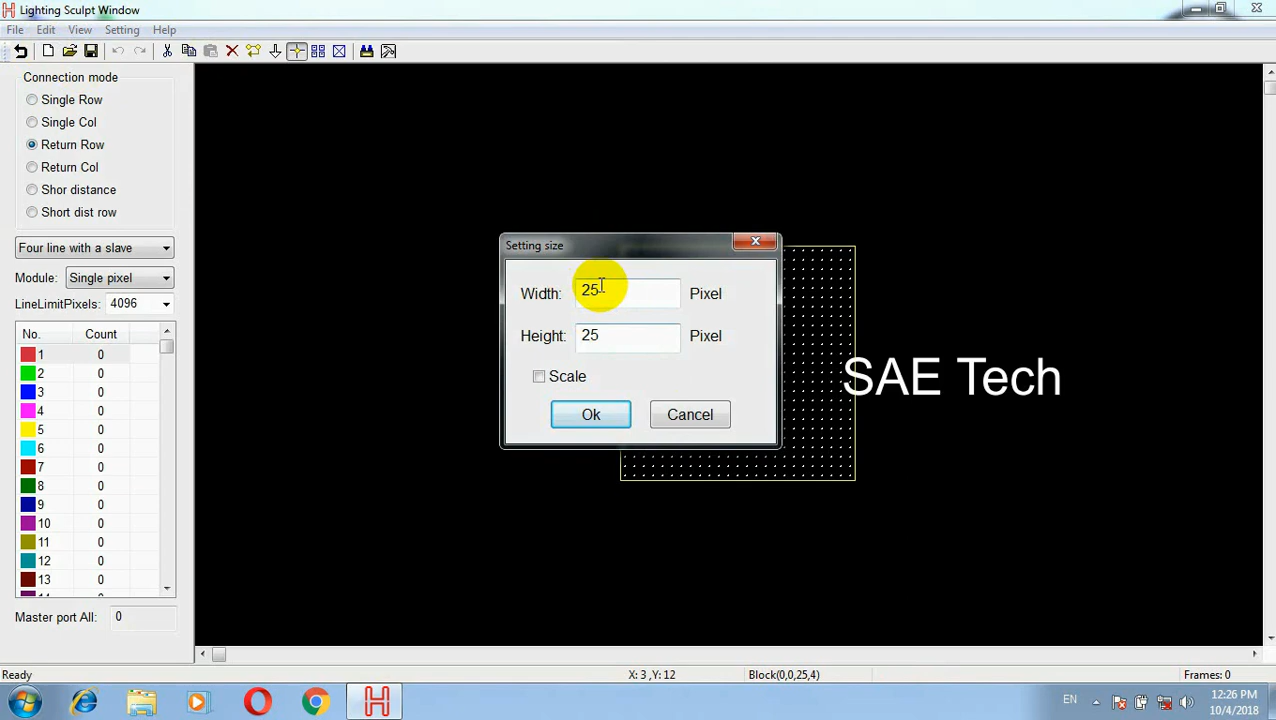 Lighting Sculpt Window
File Edit View Setting Help
Connection mode
Single Row
Single Col
Return Row
Return Col
Shor distance
Short dist row
Four line with a slave
Module: Single pixel
LineLimitPixels: 4096
No. Count
1 0
2 0
3 0
4 0
5 0
6 0
7 0
8 0
9 0
10 0
11 0
12 0
13 0
Master port All: 0
Setting size
Width: 25 Pixel
Height: 25 Pixel
Scale
Ok Cancel
SAE Tech
Ready X: 3 ,Y: 12 Block(0,0,25,4) Frames: 0
EN 12:26 PM
10/4/2018